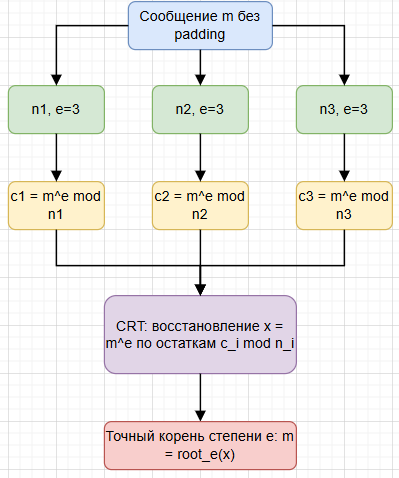 Сообщение m без
padding
n1, e=3
n2, e=3
n3, e=3
c1 = m^e mod
n1
c2 = m^e mod
n2
c3 = m^e mod
n3
CRT: восстановление x =
m^e по остаткам c_i mod n_i
Точный корень степени e: m
= root_e(x)